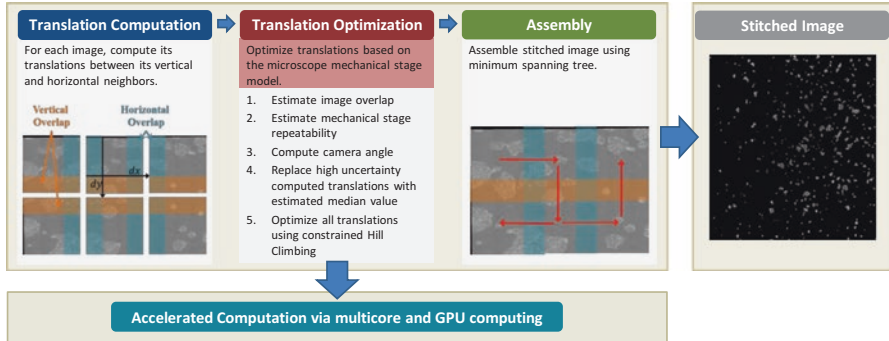 Translation Computation
For each image, compute its
translations between its vertical
and horizontal neighbors.
Vertical
Overlap
Horizontal
Overlap
dx
dy
Translation Optimization
Optimize translations based on
the microscope mechanical stage
model.
1. Estimate image overlap
2. Estimate mechanical stage
repeatability
3. Compute camera angle
4. Replace high uncertainty
computed translations with
estimated median value
5. Optimize all translations
using constrained Hill
Climbing
Assembly
Assemble stitched image using
minimum spanning tree.
Stitched Image
Accelerated Computation via multicore and GPU computing